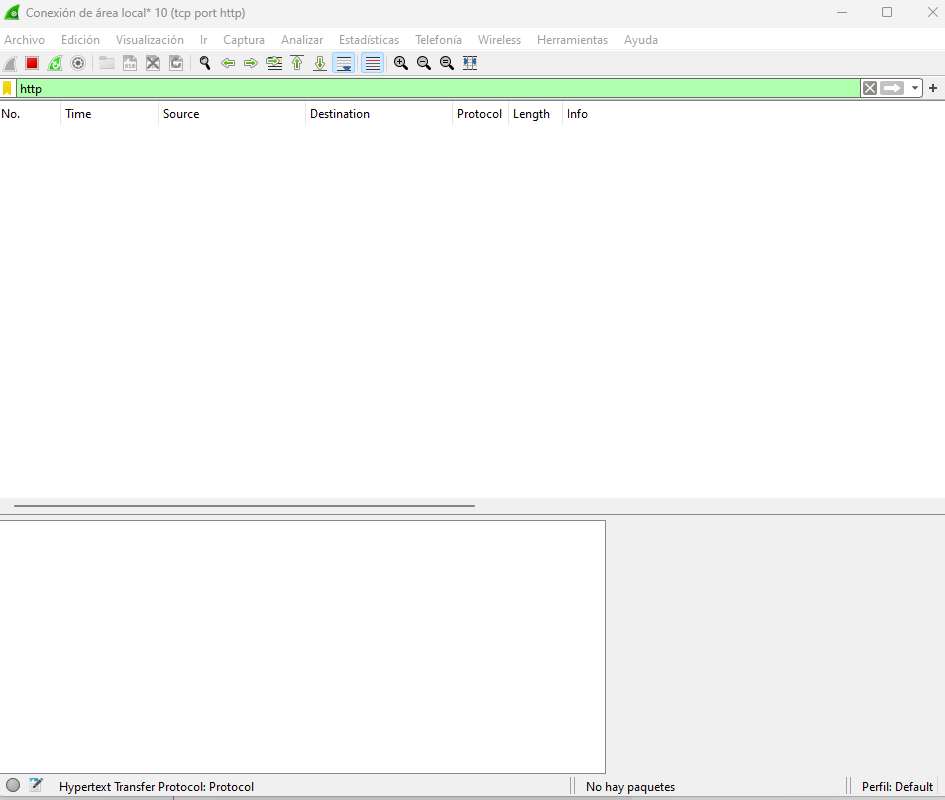 Conexión de área local* 10 (tcp port http)
Archivo Edición Visualización Ir Captura Analizar Estadísticas Telefonía Wireless Herramientas Ayuda
http
No. Time Source Destination Protocol Length Info
Hypertext Transfer Protocol: Protocol No hay paquetes Perfil: Default